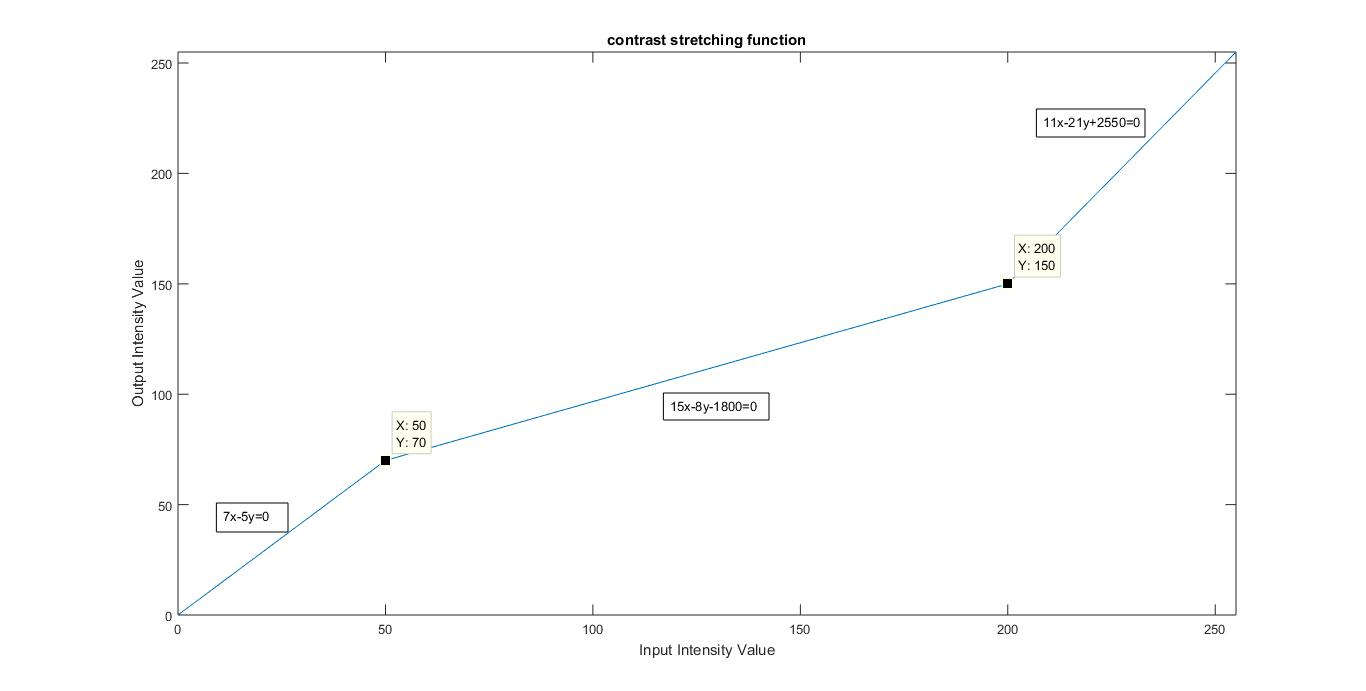 contrast stretching function
250
11x-21y+2550=0
200
X: 200
Y: 150
150
Output Intensity Value
100
15x-8y-1800=0
X: 50
Y: 70
50
7x-5y=0
0
0 50 100 150 200 250
Input Intensity Value